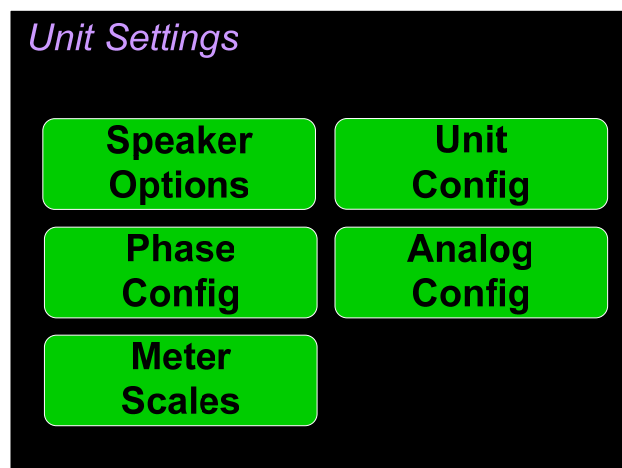 Unit Settings
Speaker
Options
Unit
Config
Phase
Config
Analog
Config
Meter
Scales